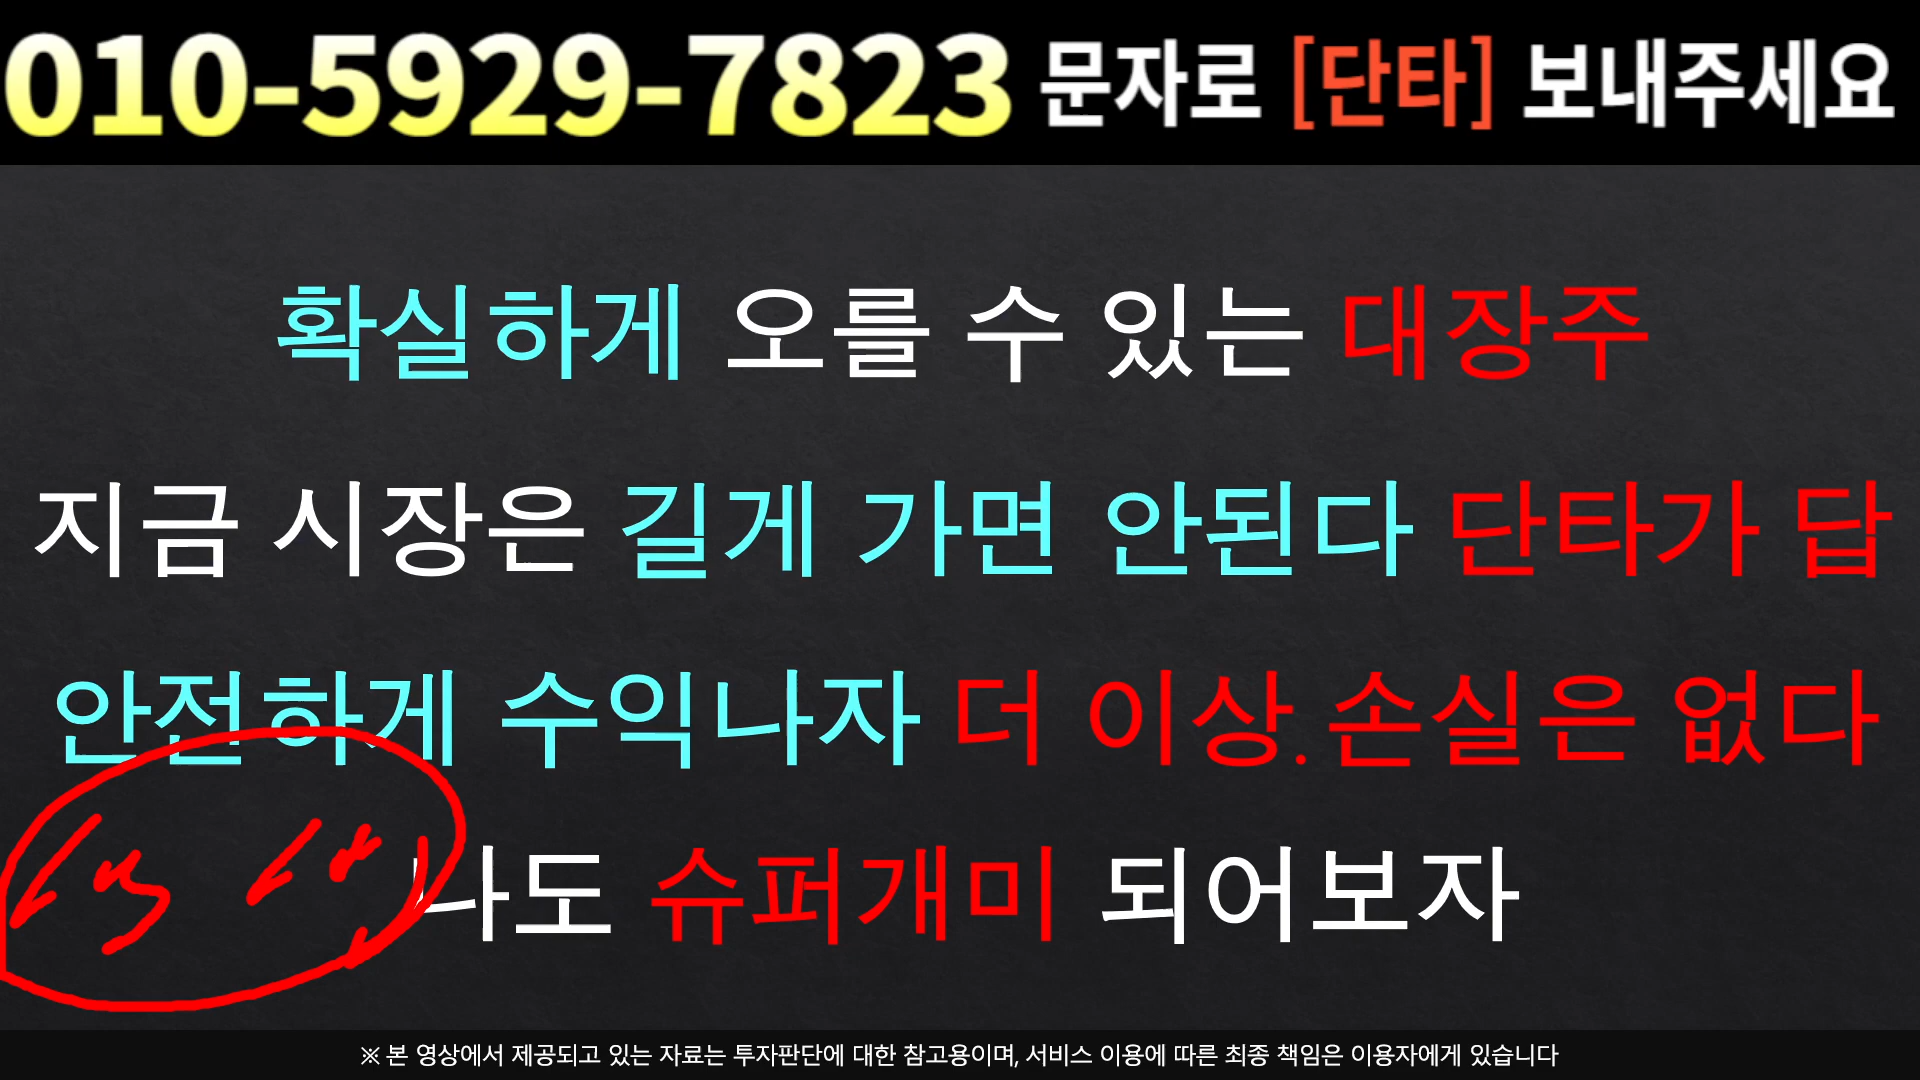 010-5929-7823 문자로 [단타] 보내주세요
확실하게 오를 수 있는 대장주
지금 시장은 길게 가면 안된다 단타가 답
안전하게 수익나자 더 이상. 손실은 없다
나도 슈퍼개미 되어보자
※ 본 영상에서 제공되고 있는 자료는 투자판단에 대한 참고용이며, 서비스 이용에 따른 최종 책임은 이용자에게 있습니다